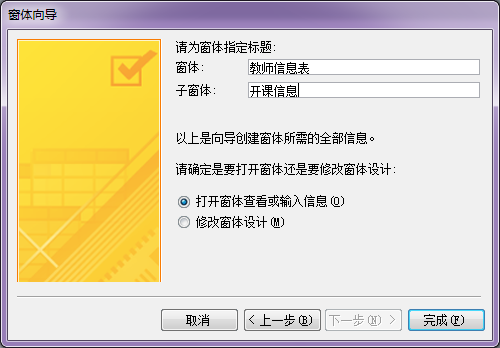 窗体向导
请为窗体指定标题:
窗体: 教师信息表
子窗体: 开课信息
以上是向导创建窗体所需的全部信息。
请确定是要打开窗体还是要修改窗体设计:
打开窗体查看或输入信息(O)
修改窗体设计(M)
取消 < 上一步(B) 下一步(N) > 完成(F)